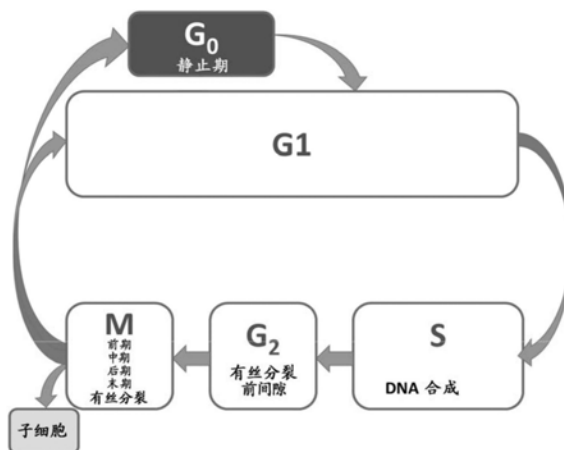 G₀
静止期
G1
M
前期
中期
后期
末期
有丝分裂
G₂
有丝分裂
前间隙
S
DNA 合成
子细胞